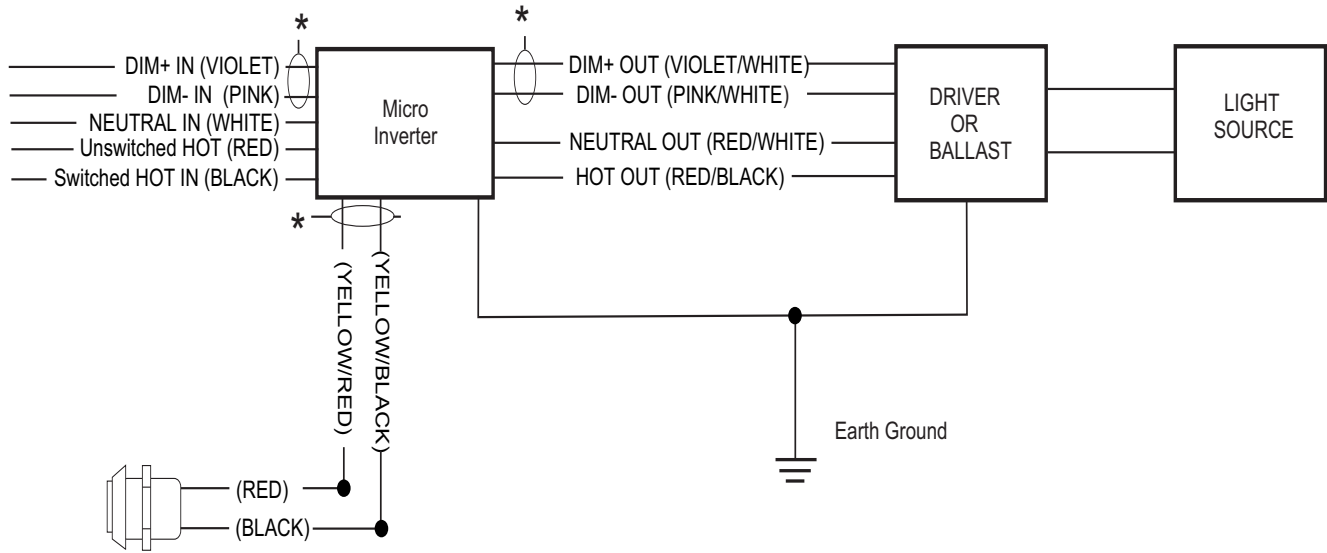 *
*
DIM+ IN (VIOLET)
DIM- IN (PINK)
NEUTRAL IN (WHITE)
Unswitched HOT (RED)
Switched HOT IN (BLACK)
Micro
Inverter
DIM+ OUT (VIOLET/WHITE)
DIM- OUT (PINK/WHITE)
NEUTRAL OUT (RED/WHITE)
HOT OUT (RED/BLACK)
DRIVER
OR
BALLAST
LIGHT
SOURCE
*
(YELLOW/RED)
(YELLOW/BLACK)
Earth Ground
(RED)
(BLACK)